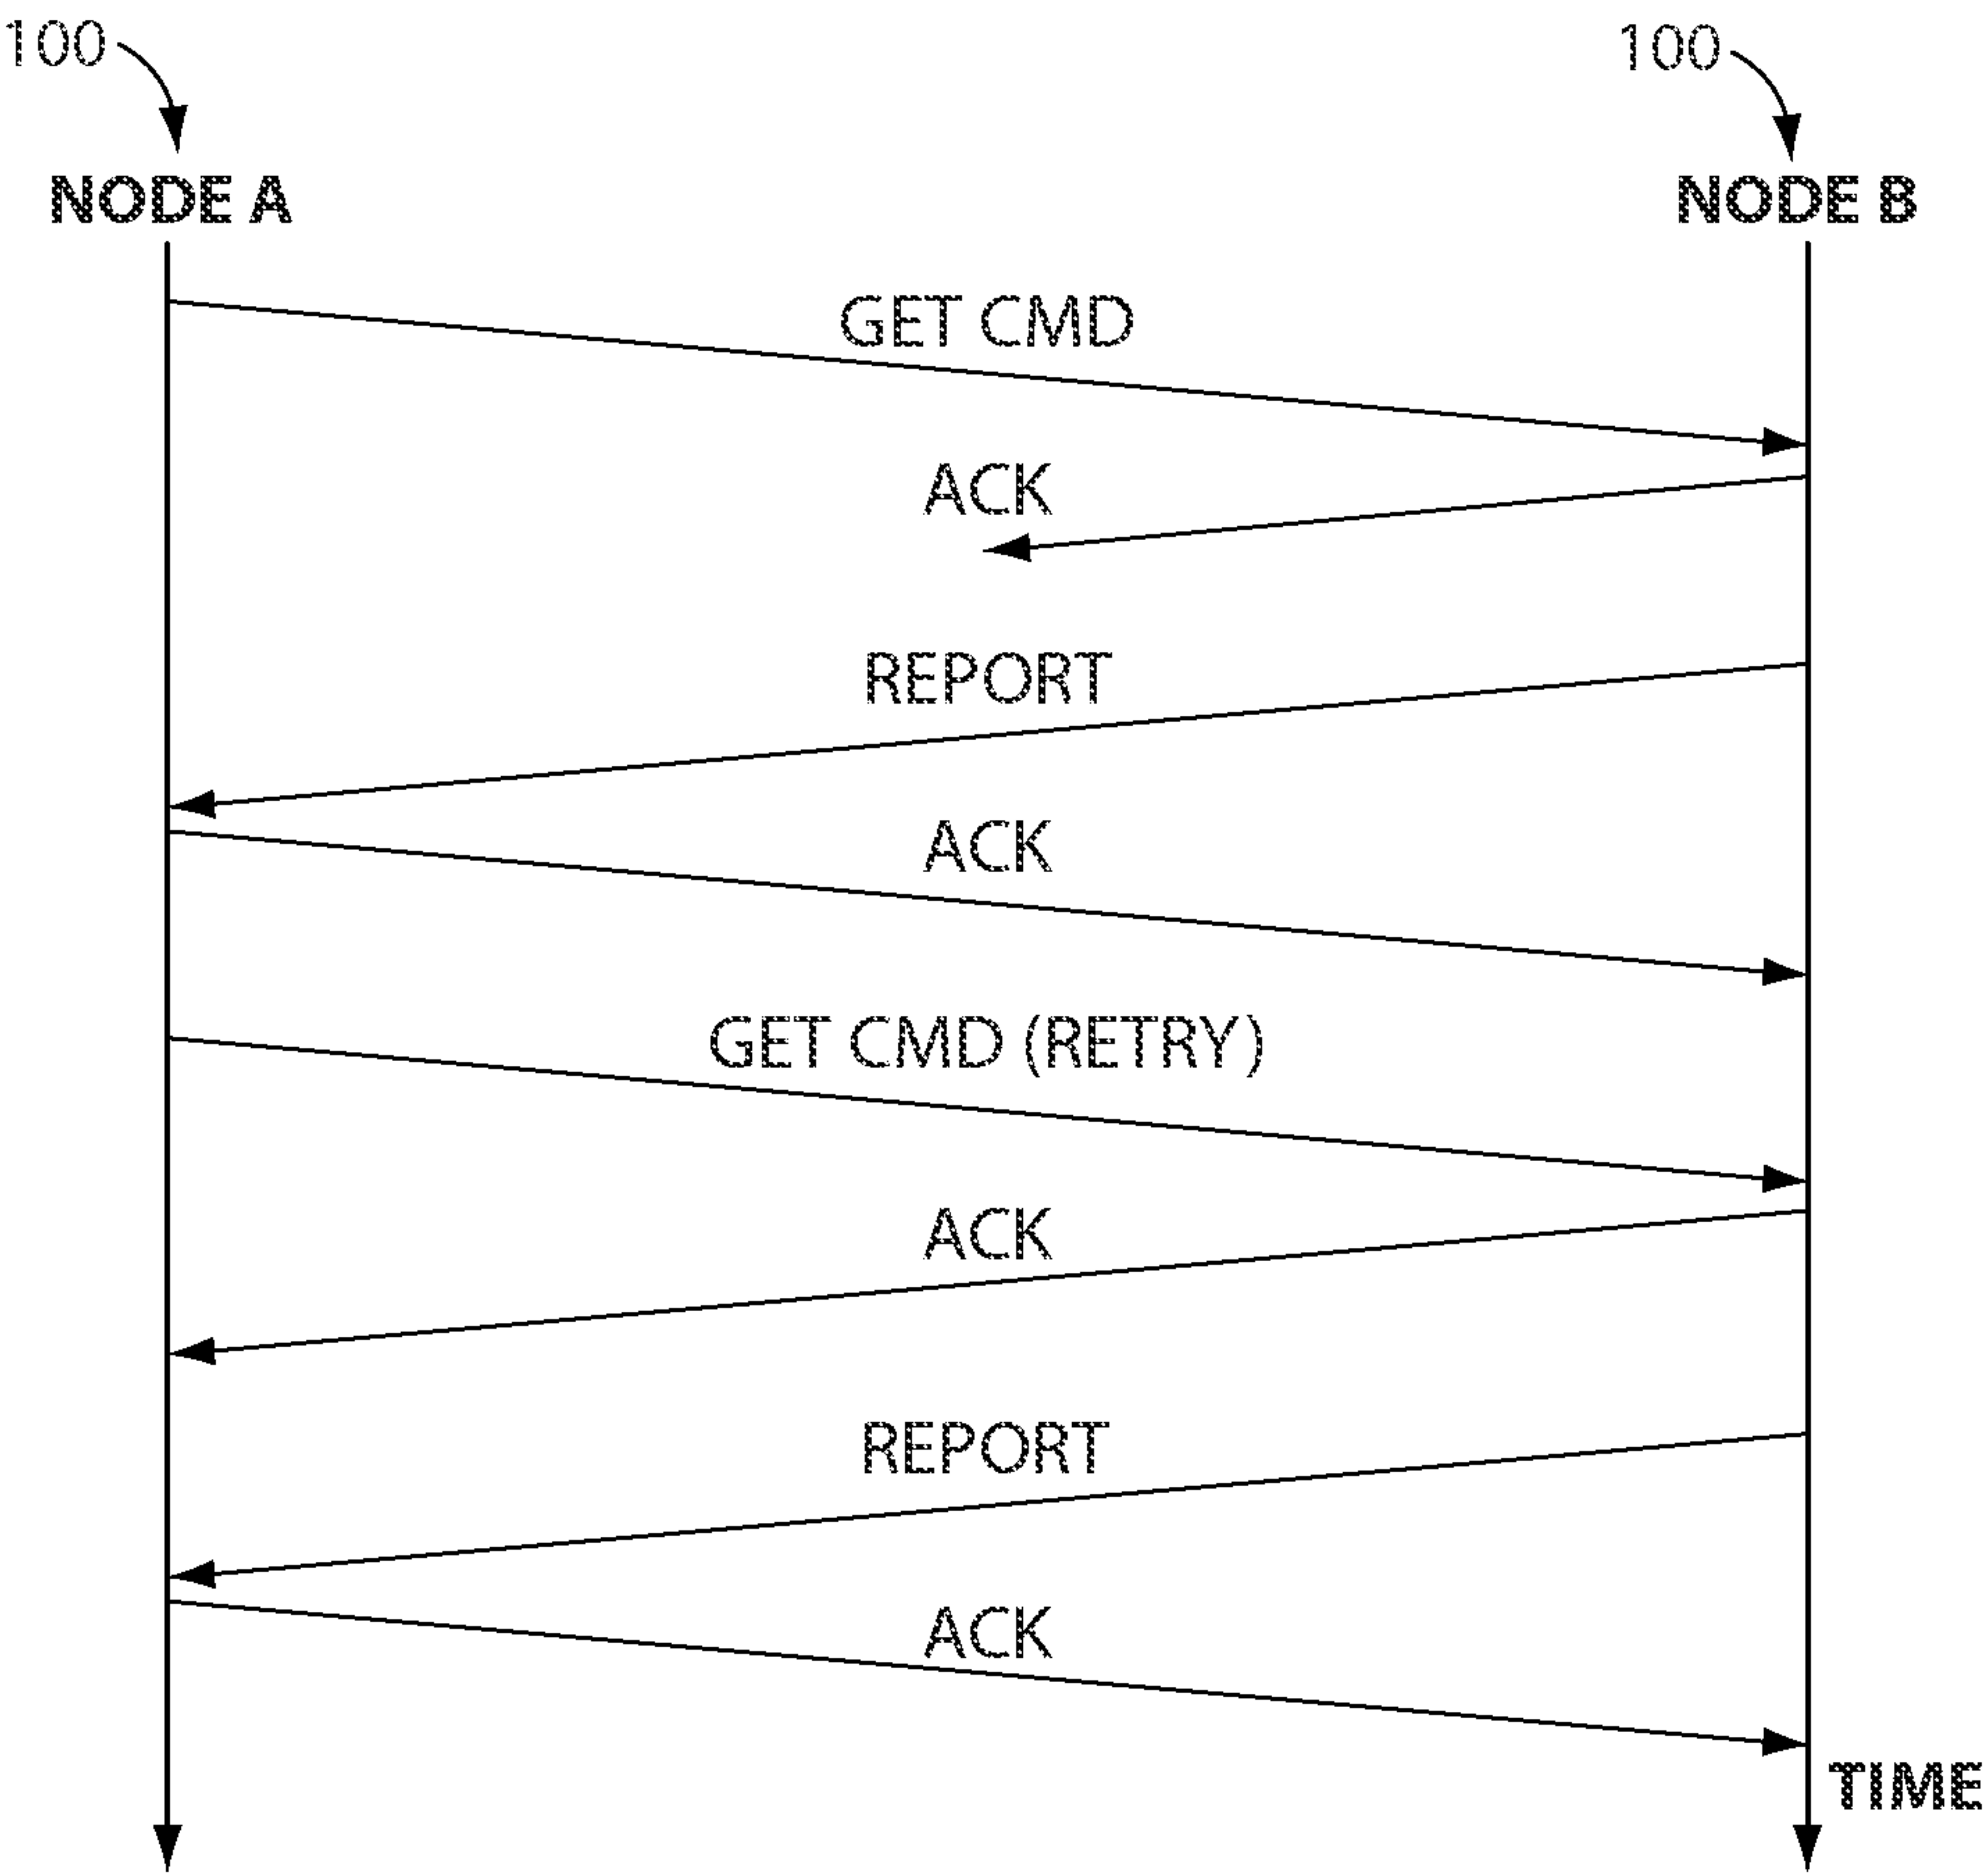 100
100
NODE A
NODE B
GET CMD
ACK
REPORT
ACK
GET CMD (RETRY)
ACK
REPORT
ACK
TIME